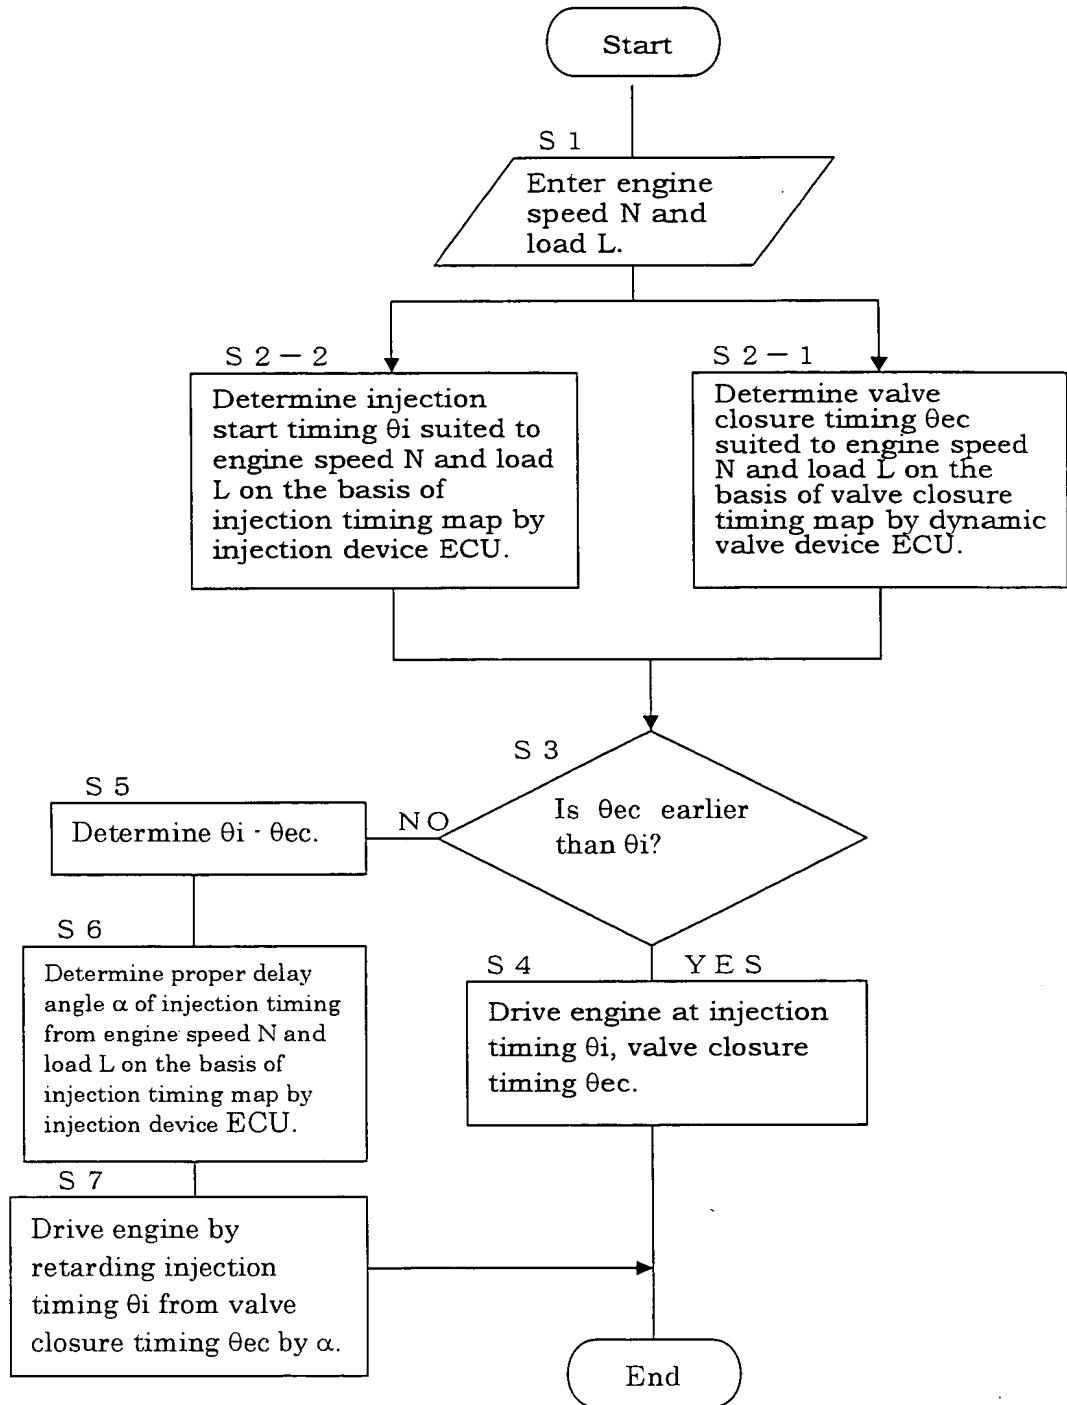 Start
S 1
Enter engine
speed N and
load L.
S 2 − 2
Determine injection
start timing θi suited to
engine speed N and load
L on the basis of
injection timing map by
injection device ECU.
S 2 − 1
Determine valve
closure timing θec
suited to engine speed
N and load L on the
basis of valve closure
timing map by dynamic
valve device ECU.
S 3
Is θec earlier
than θi?
NO
S 5
Determine θi - θec.
S 6
Determine proper delay
angle α of injection timing
from engine speed N and
load L on the basis of
injection timing map by
injection device ECU.
YES
S 4
Drive engine at injection
timing θi, valve closure
timing θec.
S 7
Drive engine by
retarding injection
timing θi from valve
closure timing θec by α.
End